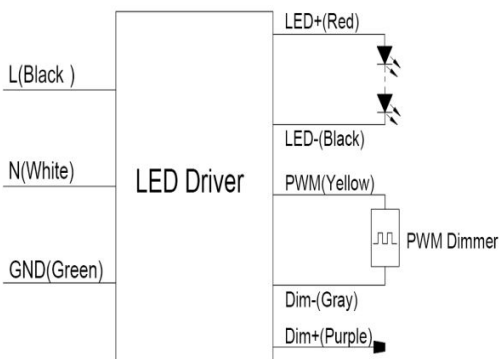 LED+(Red)
L(Black )
LED-(Black)
N(White)
LED Driver
PWM(Yellow)
PWM Dimmer
GND(Green)
Dim-(Gray)
Dim+(Purple)